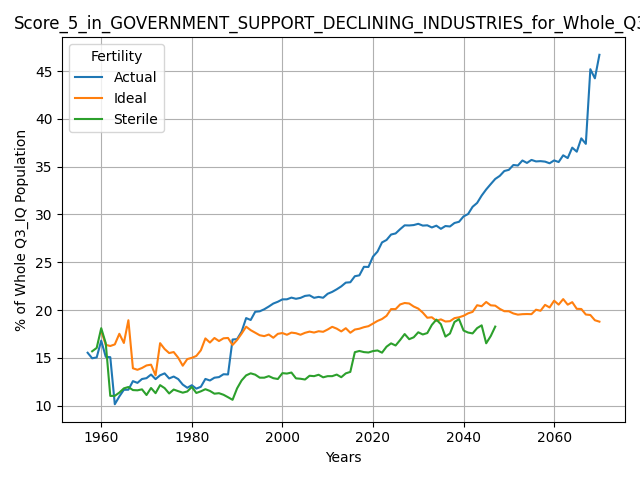 Score_5_in_GOVERNMENT_SUPPORT_DECLINING_INDUSTRIES_for_Whole_Q3
Fertility
Actual
Ideal
Sterile
% of Whole Q3_IQ Population
45
40
35
30
25
20
15
10
1960 1980 2000 2020 2040 2060
Years